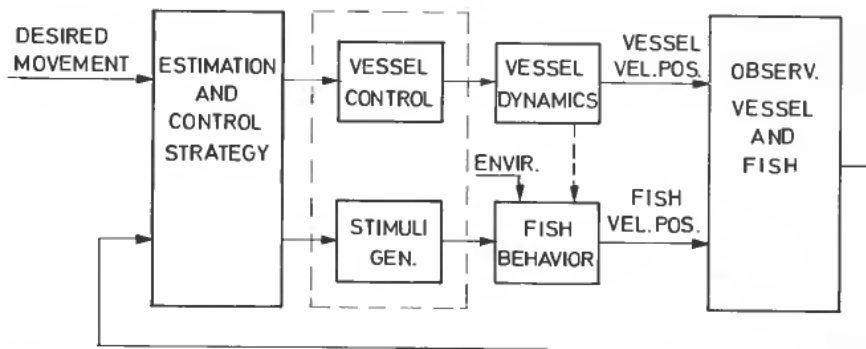 DESIRED
MOVEMENT
ESTIMATION
AND
CONTROL
STRATEGY
VESSEL
CONTROL
VESSEL
DYNAMICS
VESSEL
VEL.POS.
OBSERV.
VESSEL
AND
FISH
STIMULI
GEN.
ENVIR.
FISH
BEHAVIOR
FISH
VEL.POS.